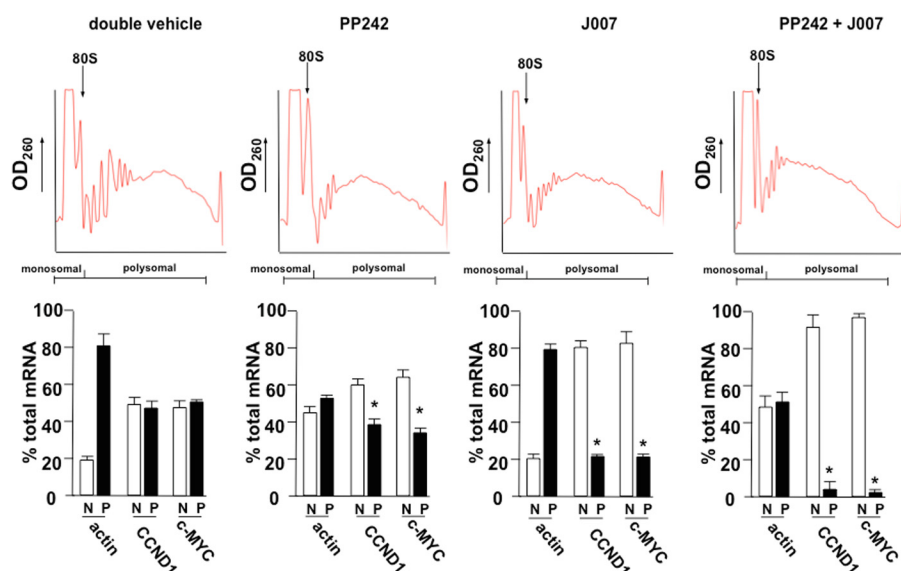 double vehicle PP242 J007 PP242 + J007
80S 80S 80S 80S
OD260 OD260 OD260 OD260
monosomal polysomal monosomal polysomal monosomal polysomal monosomal polysomal
100 100 100 100
80 80 80 80
60 60 60 60
40 40 40 40
20 20 20 20
0 0 0 0
% total mRNA % total mRNA % total mRNA % total mRNA
* * * * * *
N P N P N P N P N P N P N P N P N P N P N P N P
actin CCND1 c-MYC actin CCND1 c-MYC actin CCND1 c-MYC actin CCND1 c-MYC